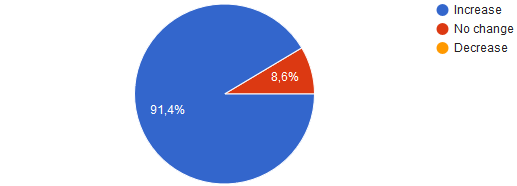 Increase
No change
Decrease
8,6%
91,4%